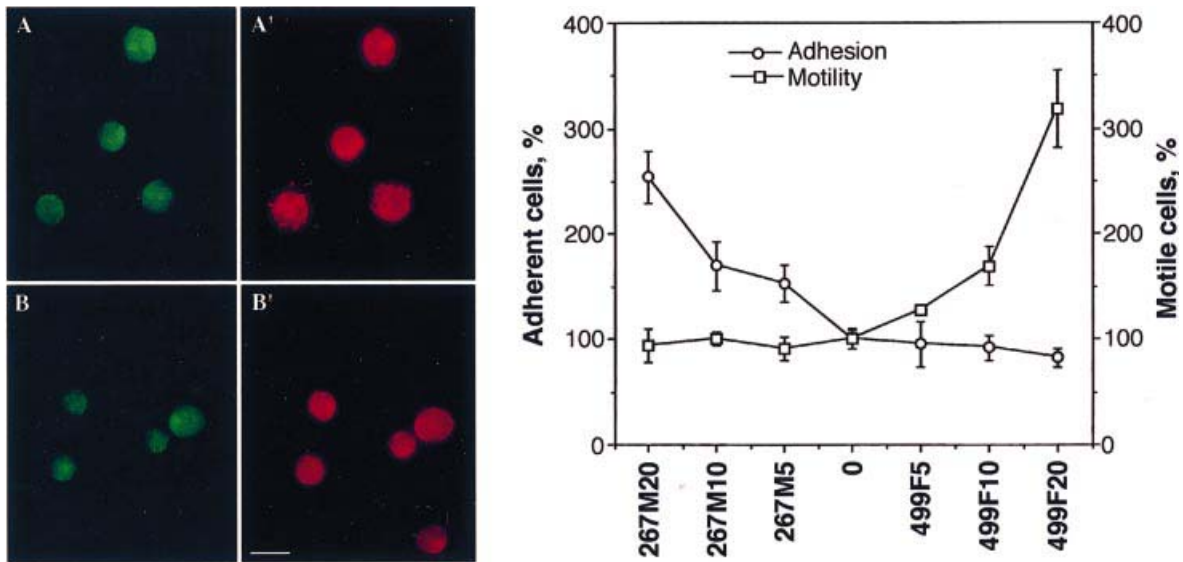 A
A'
B
B'
Adhesion
Motility
Adherent cells, %
400
300
200
100
0
Motile cells, %
400
300
200
100
0
267M20
267M10
267M5
0
499F5
499F10
499F20